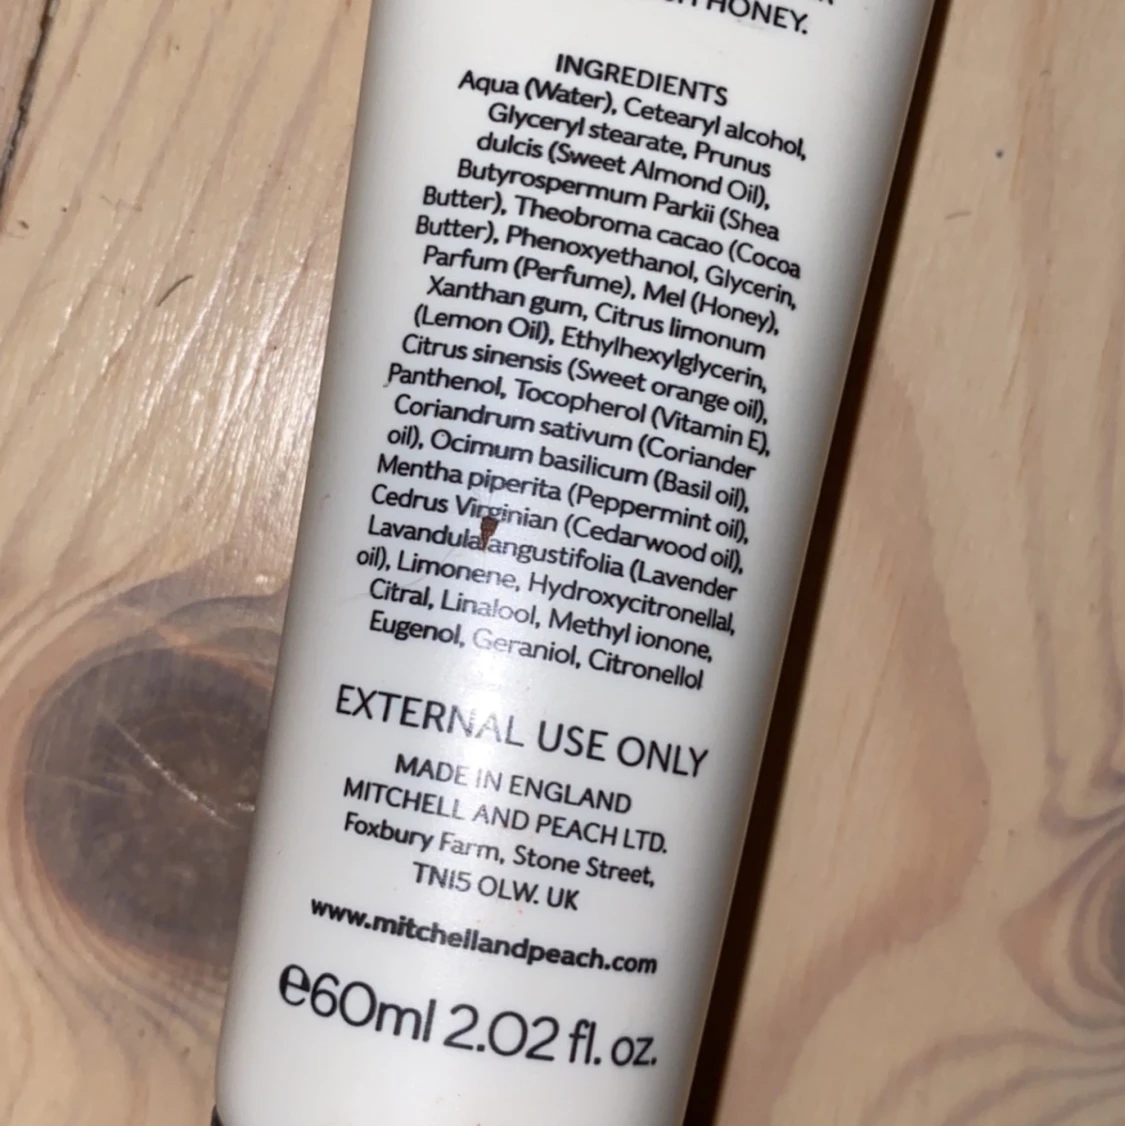 HONEY.
INGREDIENTS
Aqua (Water), Cetearyl alcohol,
Glyceryl stearate, Prunus
dulcis (Sweet Almond Oil),
Butyrospermum Parkii (Shea
Butter), Theobroma cacao (Cocoa
Butter), Phenoxyethanol, Glycerin,
Parfum (Perfume), Mel (Honey),
Xanthan gum, Citrus limonum
(Lemon Oil), Ethylhexylglycerin,
Citrus sinensis (Sweet orange oil),
Panthenol, Tocopherol (Vitamin E),
Coriandrum sativum (Coriander
oil), Ocimum basilicum (Basil oil),
Mentha piperita (Peppermint oil),
Cedrus Virginian (Cedarwood oil),
Lavandula angustifolia (Lavender
oil), Limonene, Hydroxycitronellal,
Citral, Linalool, Methyl ionone,
Eugenol, Geraniol, Citronellol
EXTERNAL USE ONLY
MADE IN ENGLAND
MITCHELL AND PEACH LTD.
Foxbury Farm, Stone Street,
TN15 OLW. UK
www.mitchellandpeach.com
e60ml 2.02 fl. oz.